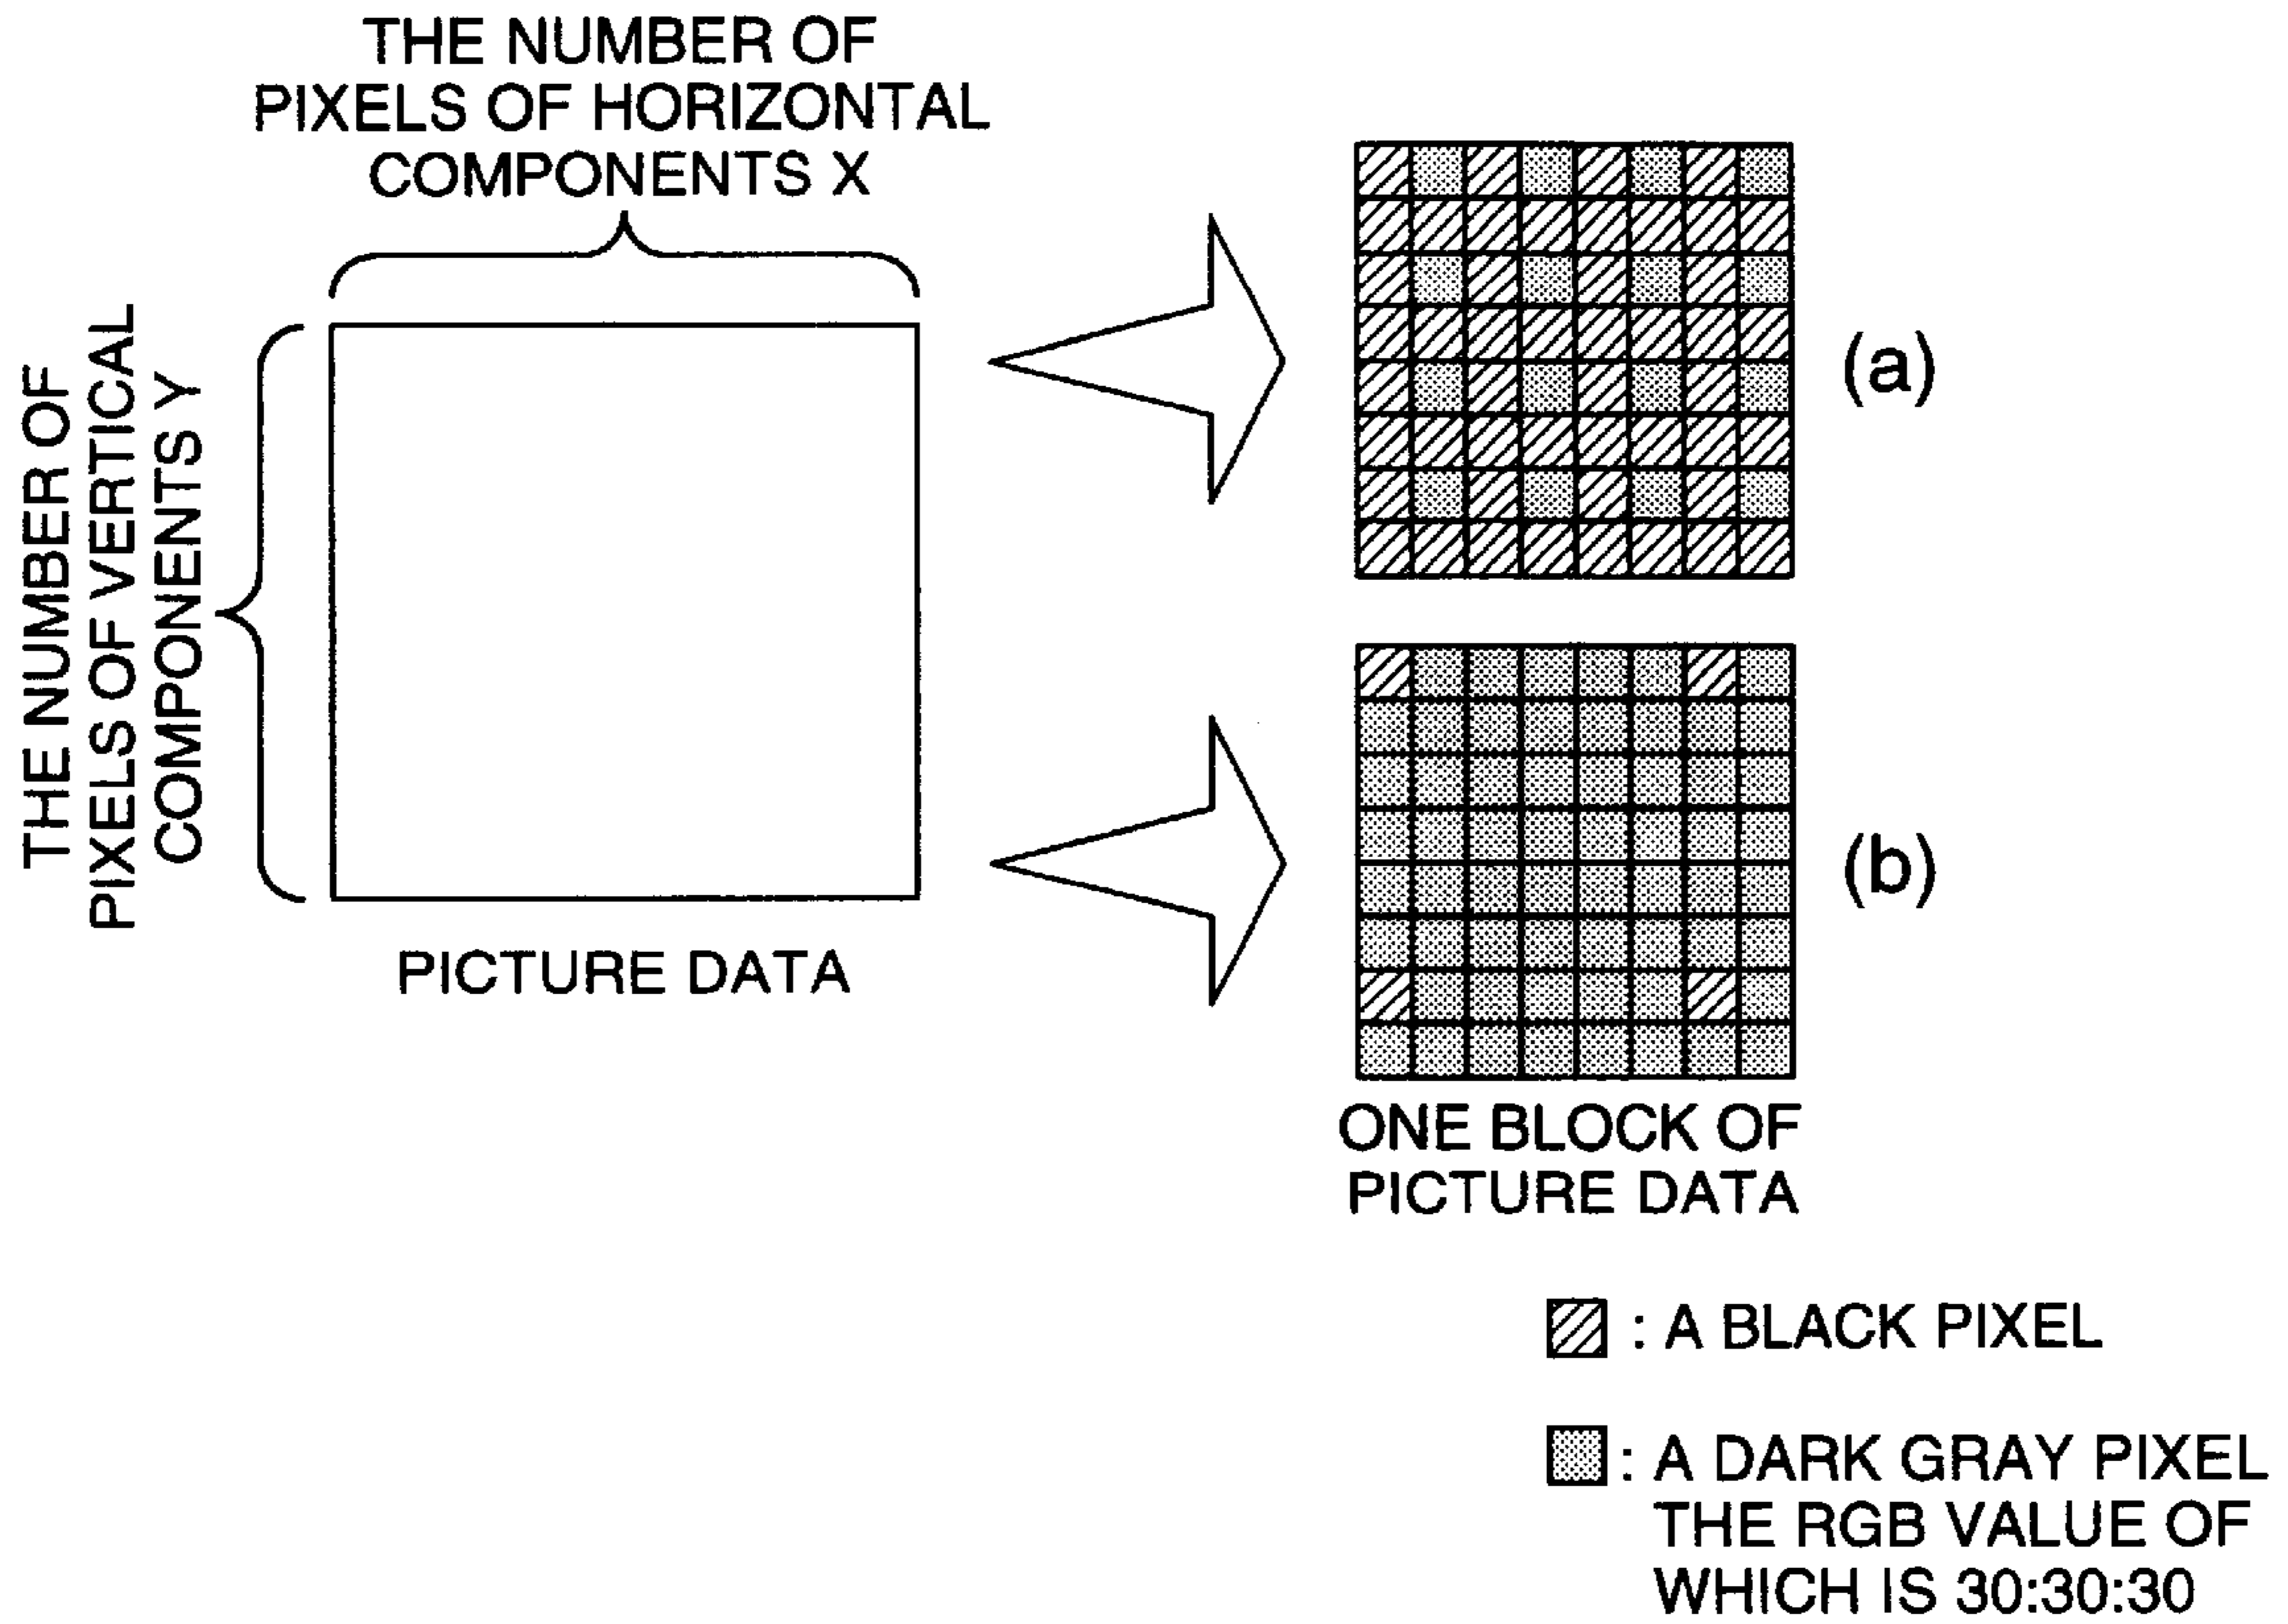 THE NUMBER OF
PIXELS OF HORIZONTAL
COMPONENTS X
THE NUMBER OF
PIXELS OF VERTICAL
COMPONENTS Y
PICTURE DATA
(a)
(b)
ONE BLOCK OF
PICTURE DATA
: A BLACK PIXEL
: A DARK GRAY PIXEL
THE RGB VALUE OF
WHICH IS 30:30:30